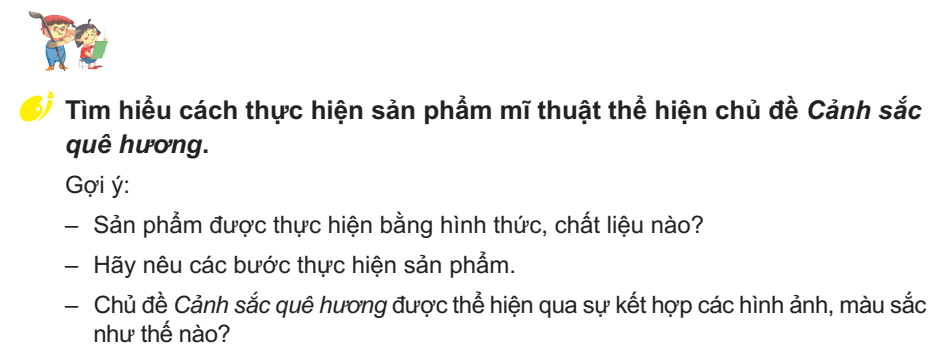 Tìm hiểu cách thực hiện sản phẩm mĩ thuật thể hiện chủ đề Cảnh sắc
quê hương.
Gợi ý:
– Sản phẩm được thực hiện bằng hình thức, chất liệu nào?
– Hãy nêu các bước thực hiện sản phẩm.
– Chủ đề Cảnh sắc quê hương được thể hiện qua sự kết hợp các hình ảnh, màu sắc
như thế nào?